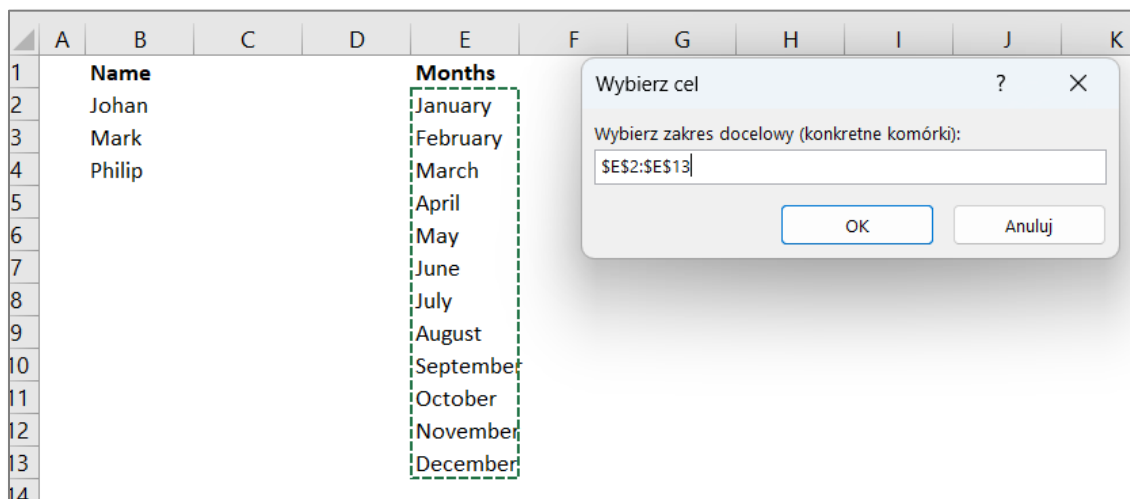 A B C D E F G H I J K
1 Name Months
2 Johan January
3 Mark February
4 Philip March
5 April
6 May
7 June
8 July
9 August
10 September
11 October
12 November
13 December
14
Wybierz cel ? ×
Wybierz zakres docelowy (konkretne komórki):
$E$2:$E$13
OK Anuluj